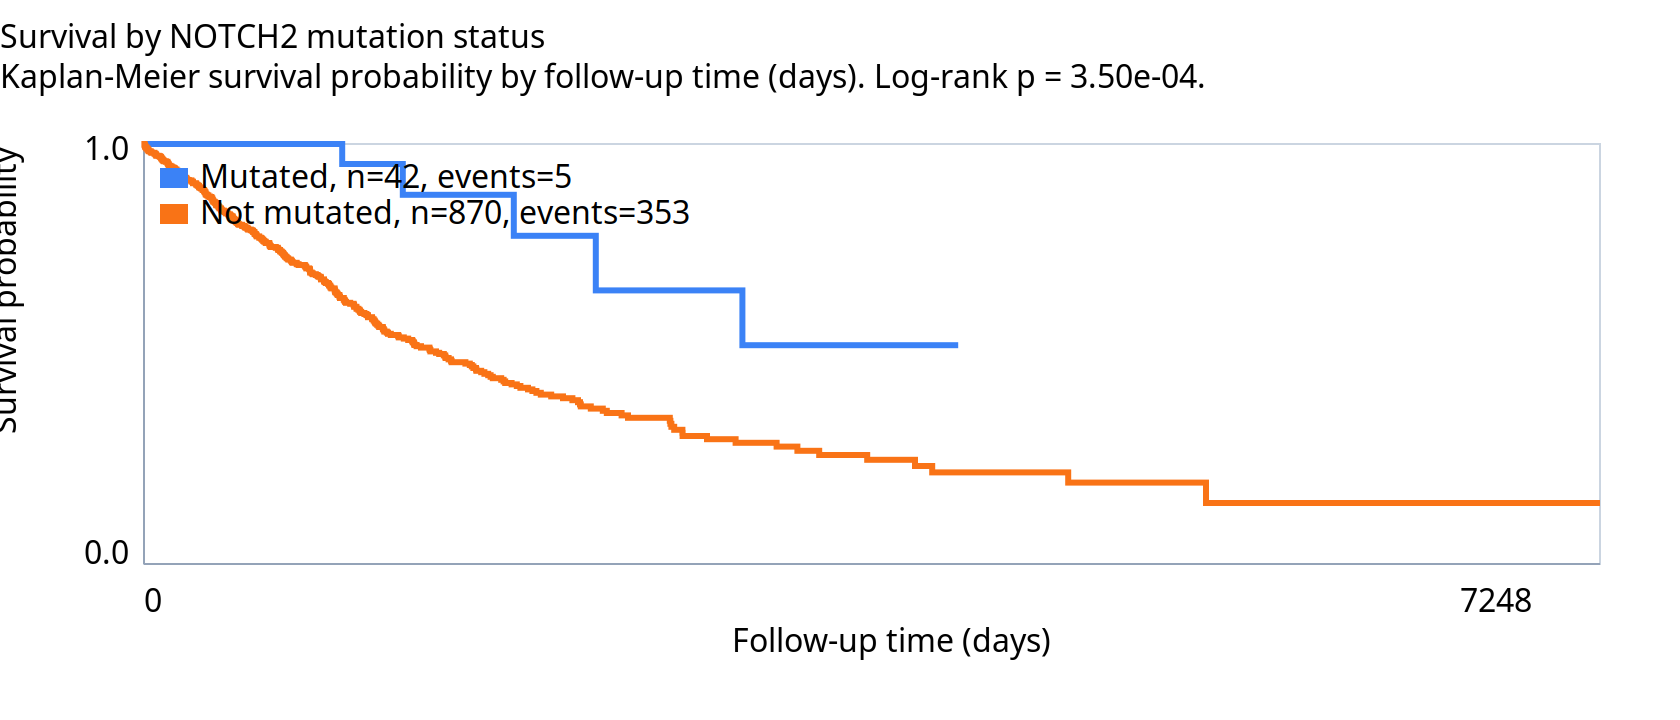 Survival by NOTCH2 mutation status
Kaplan-Meier survival probability by follow-up time (days). Log-rank p = 3.50e-04.
Survival probability
1.0
Mutated, n=42, events=5
Not mutated, n=870, events=353
0.0
0
7248
Follow-up time (days)